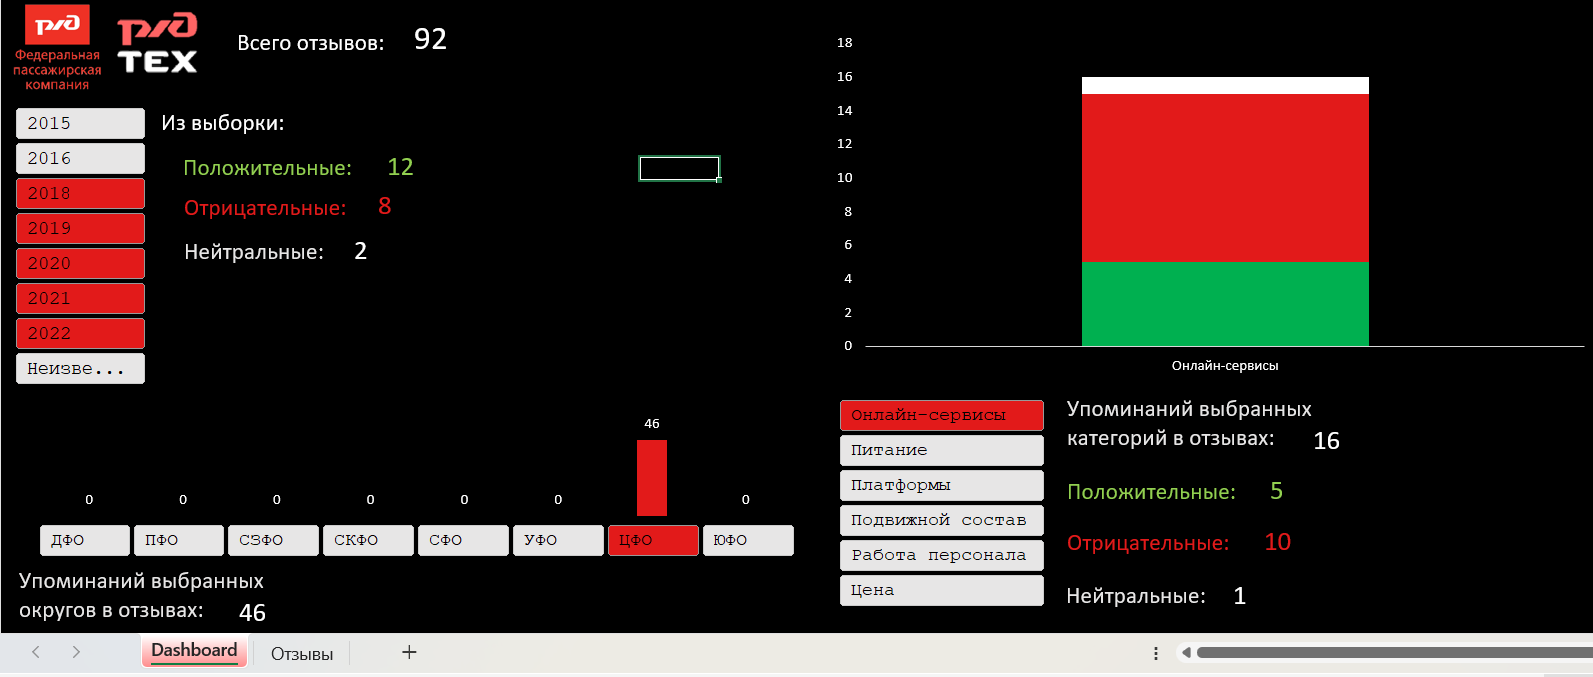 РЖД
Федеральная
пассажирская
компания
РЖД
ТЕХ
Всего отзывов: 92
2015
2016
2018
2019
2020
2021
2022
Неизве...
Из выборки:
Положительные: 12
Отрицательные: 8
Нейтральные: 2
46
0 0 0 0 0 0 0
ДФО ПФО СЗФО СКФО СФО УФО ЦФО ЮФО
Упоминаний выбранных
округов в отзывах: 46
18
16
14
12
10
8
6
4
2
0
Онлайн-сервисы
Онлайн-сервисы
Питание
Платформы
Подвижной состав
Работа персонала
Цена
Упоминаний выбранных
категорий в отзывах: 16
Положительные: 5
Отрицательные: 10
Нейтральные: 1
Dashboard Отзывы +